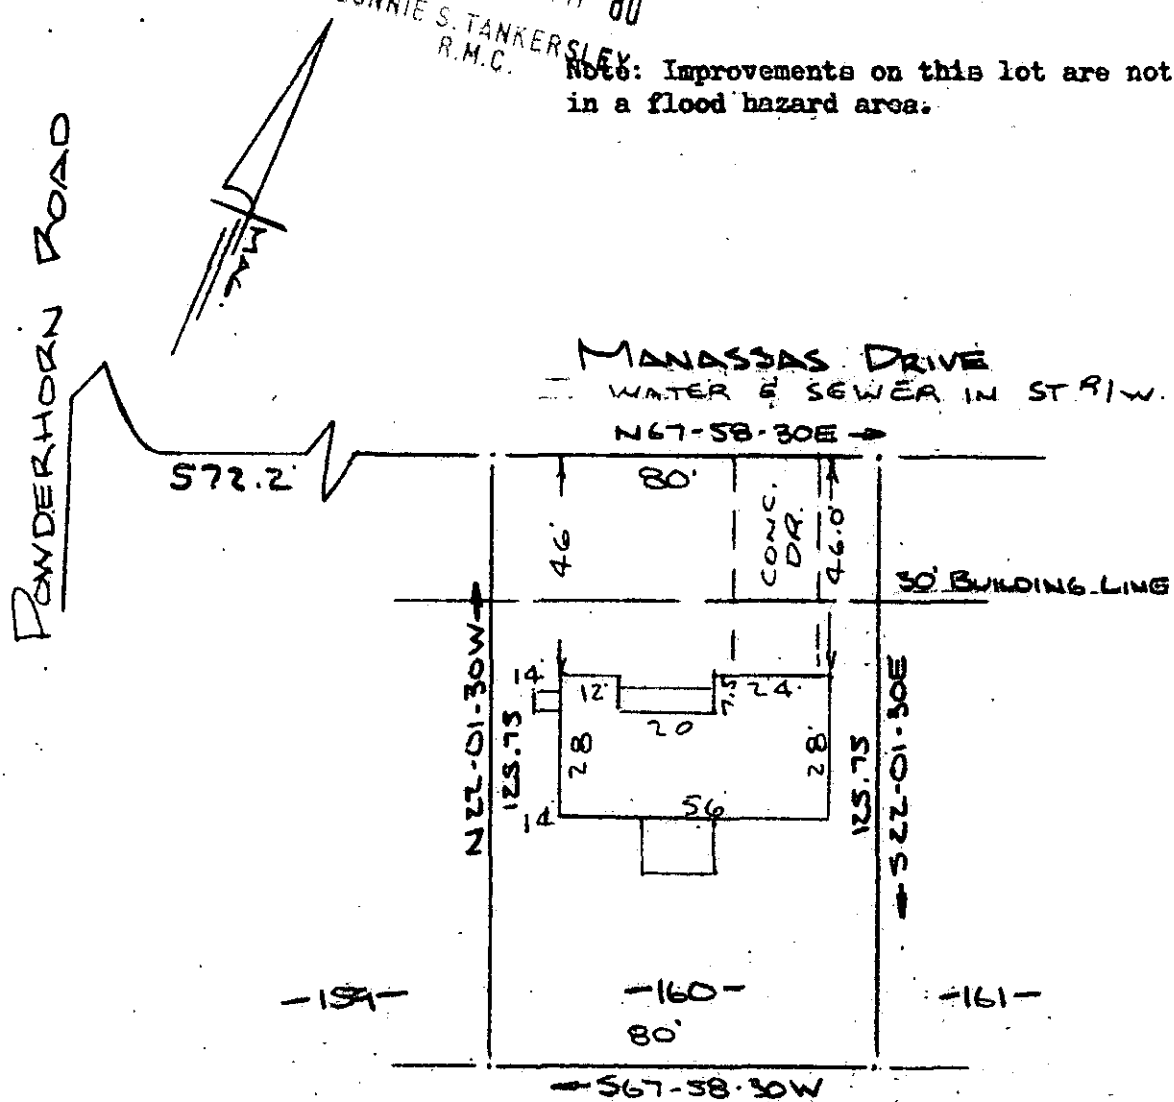 S. TANKERSLEY
R.M.C.
Note: Improvements on this lot are not
in a flood hazard area.
POWDERHORN ROAD
MANASSAS DRIVE
WATER & SEWER IN ST R/W.
N67-58-30E
572.2'
80'
46'
CONC.
DR.
46.0'
30' BUILDING LINE
N22-01-30W
125.75
14'
12'
20
7.5
24
28
28'
56
14'
125.75
S22-01-30E
-159-
-160-
-161-
80'
S67-58-30W